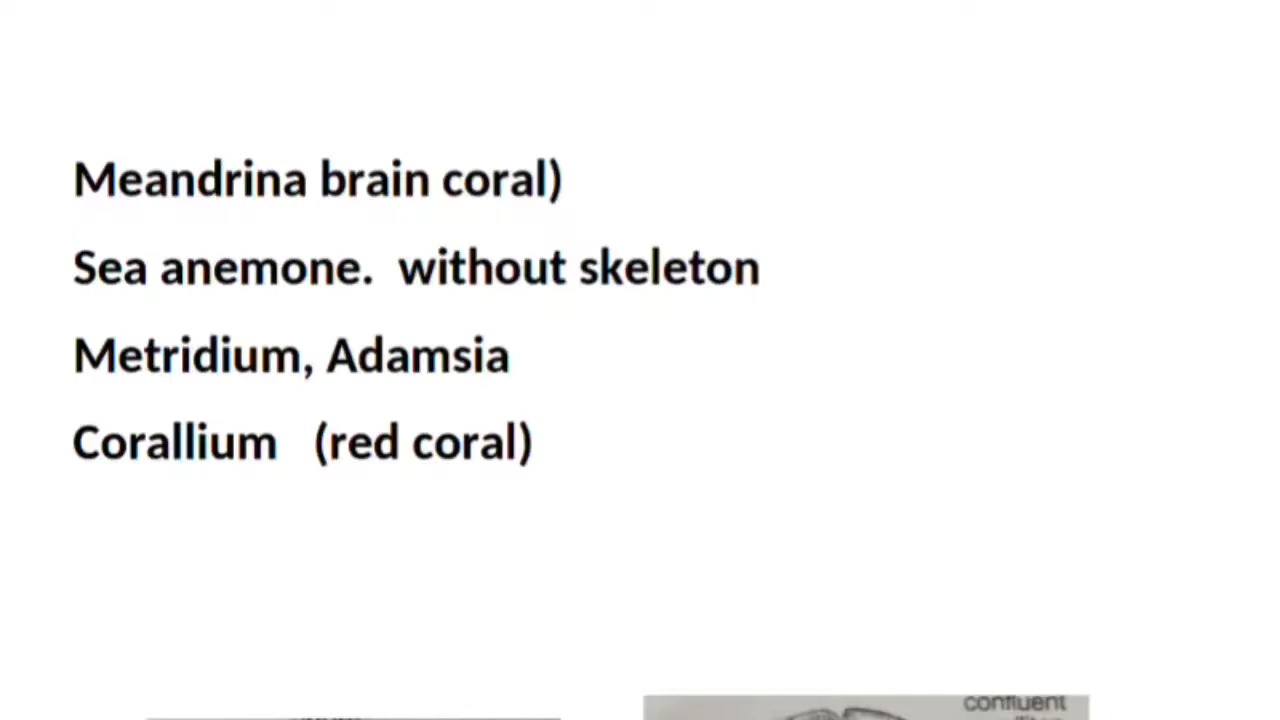 Meandrina brain coral)
Sea anemone.  without skeleton
Metridium, Adamsia
Corallium   (red coral)
confluent